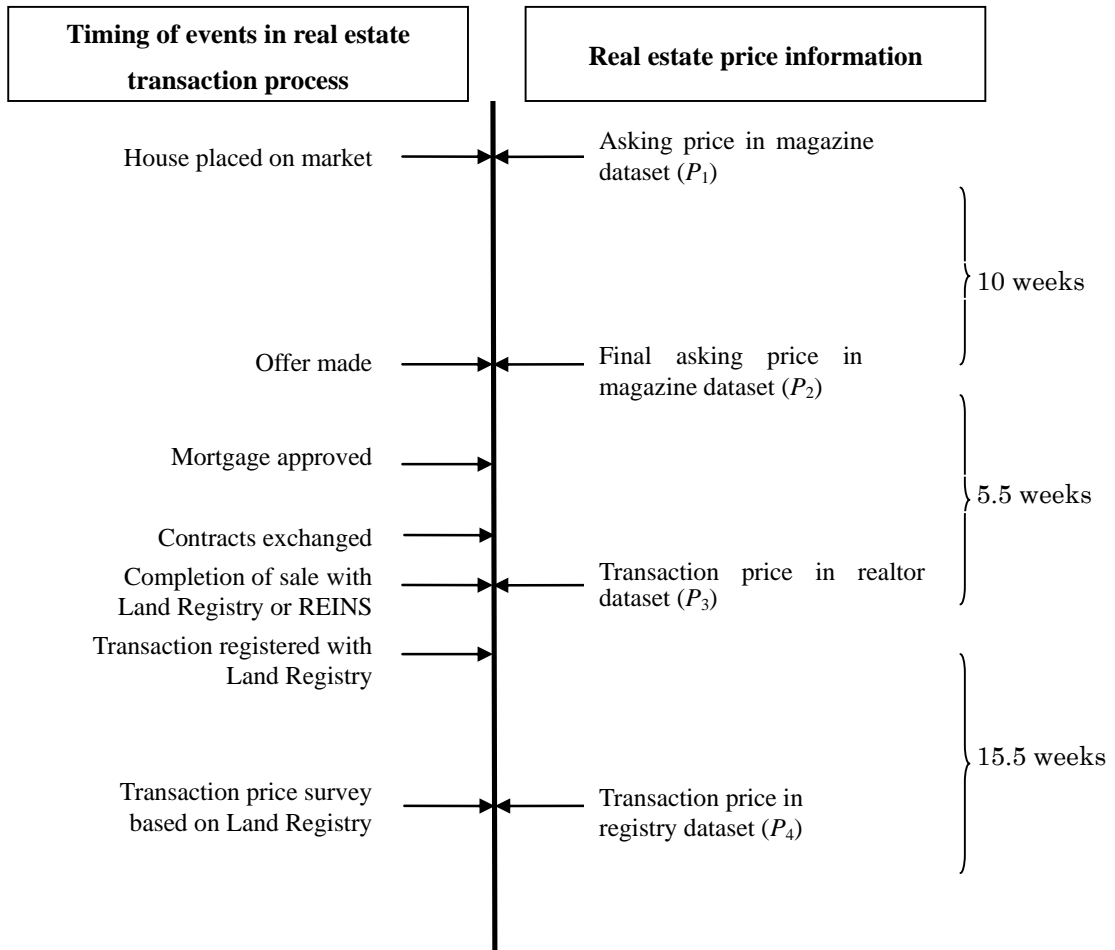 Timing of events in real estate
transaction process
Real estate price information
House placed on market
Asking price in magazine
dataset (P1)
10 weeks
Offer made
Final asking price in
magazine dataset (P2)
Mortgage approved
5.5 weeks
Contracts exchanged
Completion of sale with
Land Registry or REINS
Transaction price in realtor
dataset (P3)
Transaction registered with
Land Registry
15.5 weeks
Transaction price survey
based on Land Registry
Transaction price in
registry dataset (P4)